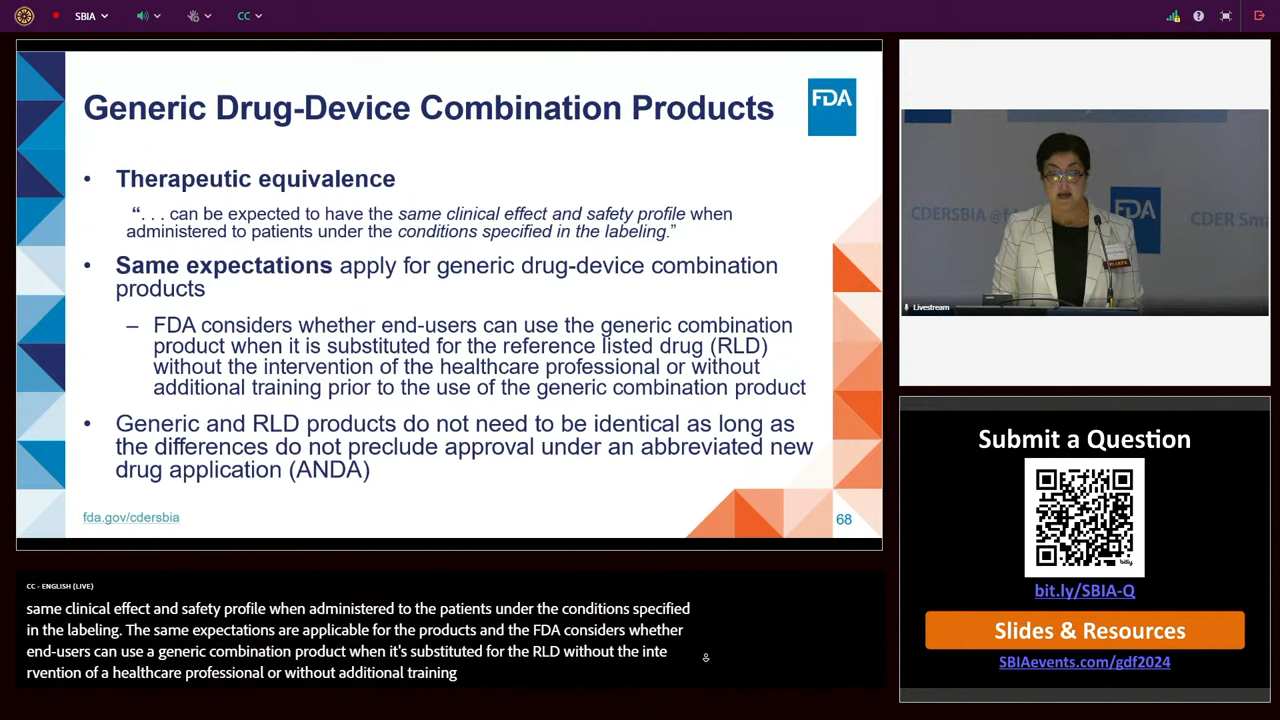 SBIA
CC
Generic Drug-Device Combination Products
FDA
• Therapeutic equivalence
“. . . can be expected to have the same clinical effect and safety profile when
administered to patients under the conditions specified in the labeling.”
• Same expectations apply for generic drug-device combination
products
– FDA considers whether end-users can use the generic combination
product when it is substituted for the reference listed drug (RLD)
without the intervention of the healthcare professional or without
additional training prior to the use of the generic combination product
• Generic and RLD products do not need to be identical as long as
the differences do not preclude approval under an abbreviated new
drug application (ANDA)
fda.gov/cdersbia
68
CDERSBIA @fd
FDA
CDER Sma
Livestream
Submit a Question
bitly
bit.ly/SBIA-Q
Slides & Resources
SBIAevents.com/gdf2024
CC - ENGLISH (LIVE)
same clinical effect and safety profile when administered to the patients under the conditions specified
in the labeling. The same expectations are applicable for the products and the FDA considers whether
end-users can use a generic combination product when it's substituted for the RLD without the inte
rvention of a healthcare professional or without additional training